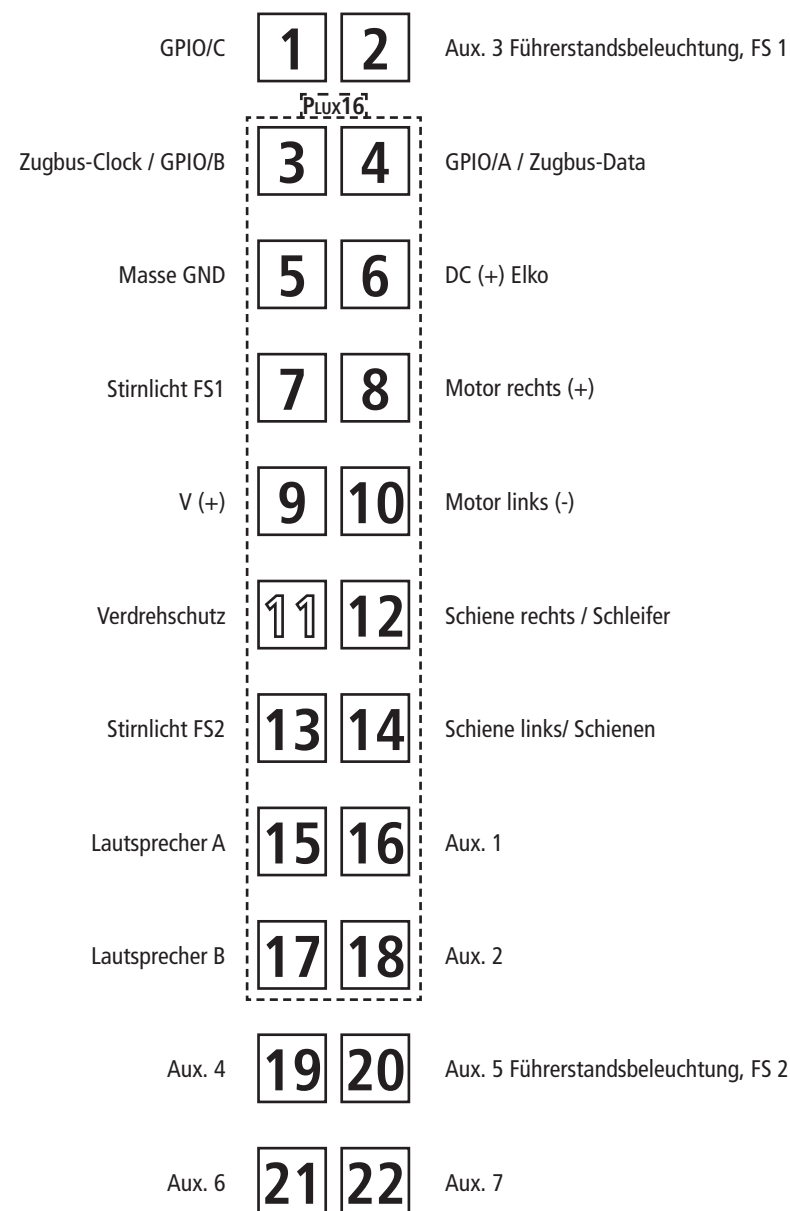 GPIO/C 1 2 Aux. 3 Führerstandsbeleuchtung, FS 1
PLUX16
Zugbus-Clock / GPIO/B 3 4 GPIO/A / Zugbus-Data
Masse GND 5 6 DC (+) Elko
Stirnlicht FS1 7 8 Motor rechts (+)
V (+) 9 10 Motor links (-)
Verdrehschutz 11 12 Schiene rechts / Schleifer
Stirnlicht FS2 13 14 Schiene links/ Schienen
Lautsprecher A 15 16 Aux. 1
Lautsprecher B 17 18 Aux. 2
Aux. 4 19 20 Aux. 5 Führerstandsbeleuchtung, FS 2
Aux. 6 21 22 Aux. 7